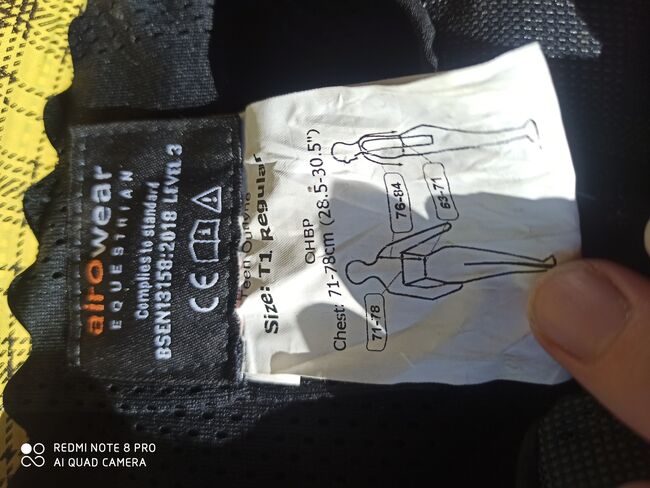 airowear
EQUESTRIAN
Complies to standard
BSEN13158:2018 LEVEL 3
CE
Teen Outlyne
Size: T1 Regular
QHBP
Chest: 71-78cm (28.5-30.5")
71-78
76-84
63-71
REDMI NOTE 8 PRO
AI QUAD CAMERA